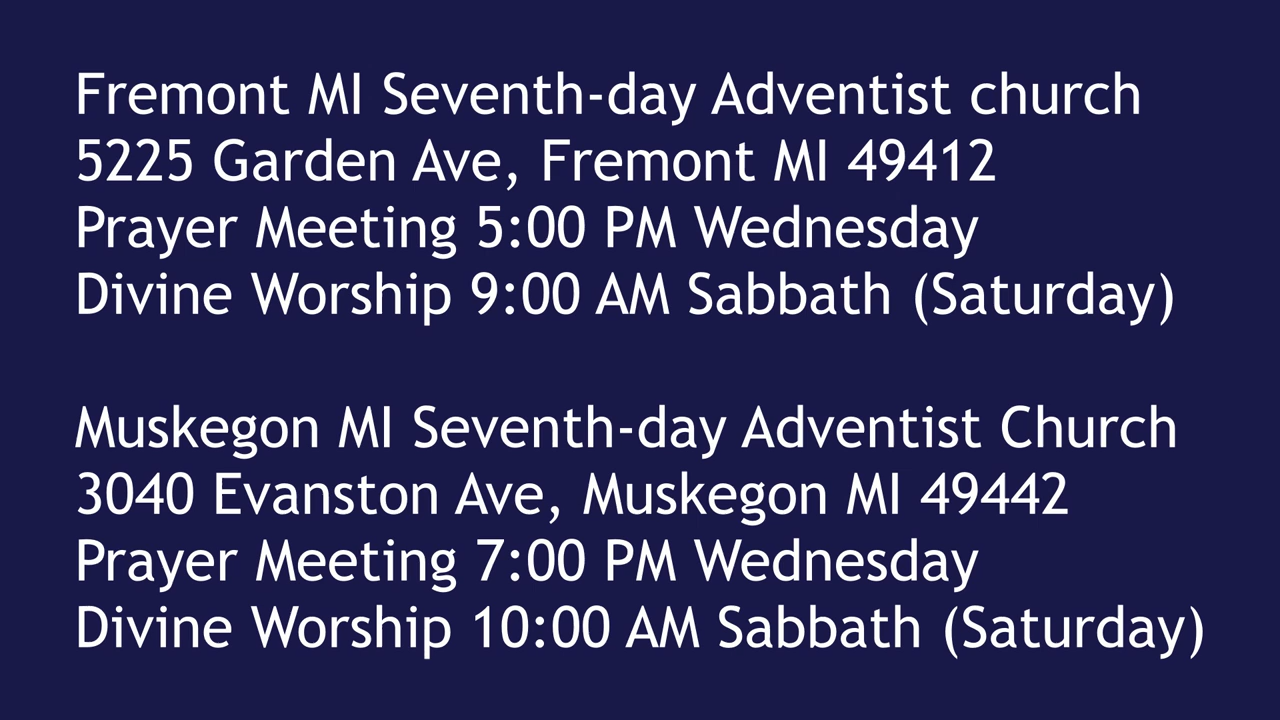 Fremont MI Seventh-day Adventist church
5225 Garden Ave, Fremont MI 49412
Prayer Meeting 5:00 PM Wednesday
Divine Worship 9:00 AM Sabbath (Saturday)
Muskegon MI Seventh-day Adventist Church
3040 Evanston Ave, Muskegon MI 49442
Prayer Meeting 7:00 PM Wednesday
Divine Worship 10:00 AM Sabbath (Saturday)